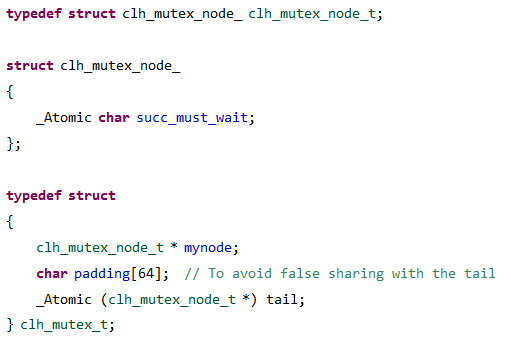 typedef struct clh_mutex_node_ clh_mutex_node_t;
struct clh_mutex_node_
{
    _Atomic char succ_must_wait;
};
typedef struct
{
    clh_mutex_node_t * mynode;
    char padding[64];  // To avoid false sharing with the tail
    _Atomic (clh_mutex_node_t *) tail;
} clh_mutex_t;